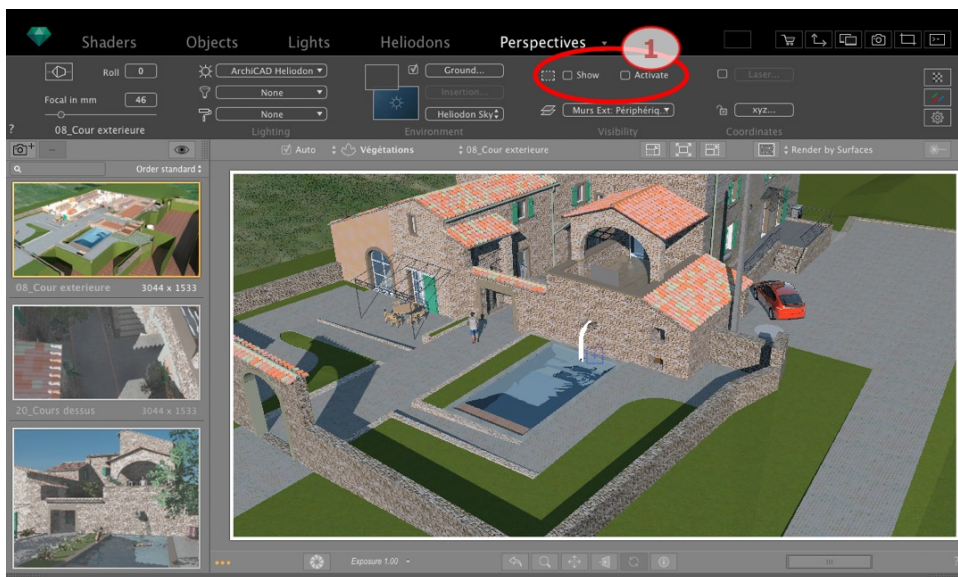 Shaders Objects Lights Heliodons Perspectives 1
Roll 0 ArchiCAD Heliodon Ground... Show Activate Laser...
Focal in mm 46 None Insertion...
None Heliodon Sky Murs Ext: Périphériq. xyz...
? 08_Cour exterieure Lighting Environment Visibility Coordinates
Auto Végétations 08_Cour exterieure Render by Surfaces
Order standard
08_Cour exterieure 3044 x 1533
20_Cours dessus 3044 x 1533
Exposure 1.00 ?